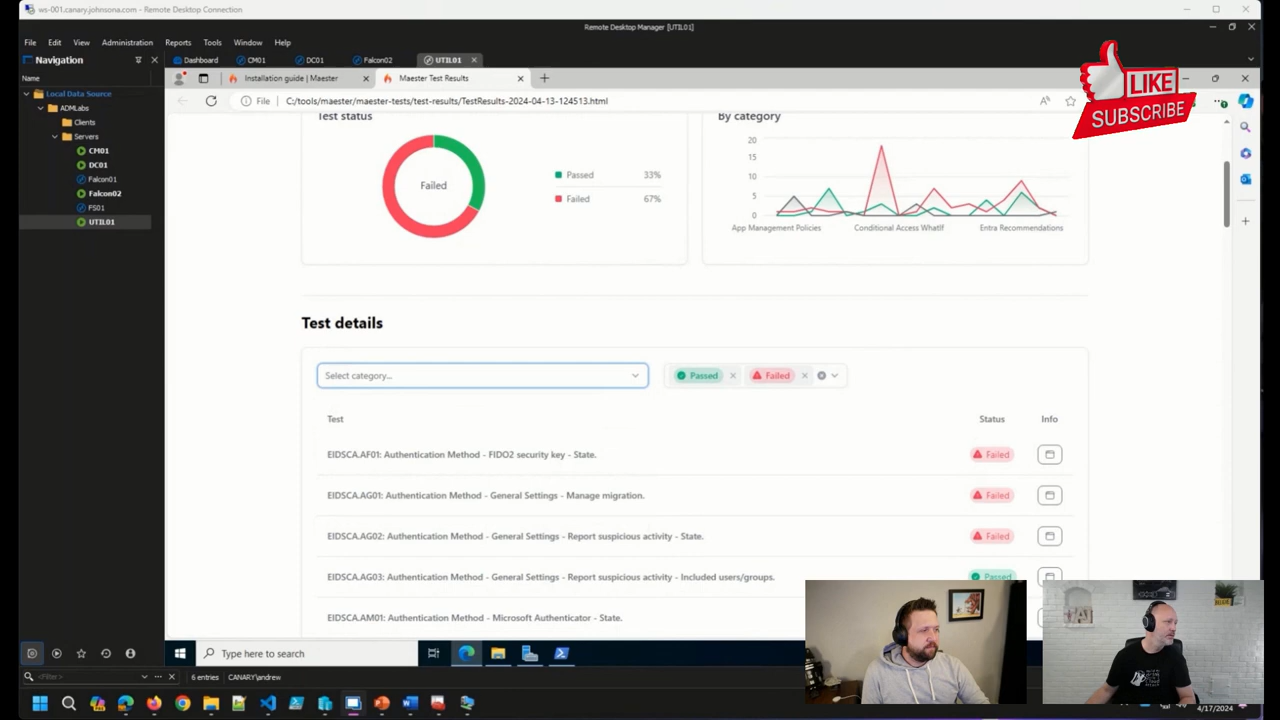 ws-001.canary.johnsona.com - Remote Desktop Connection
Remote Desktop Manager [UTIL01]
File Edit View Administration Reports Tools Window Help
Navigation
Dashboard CM01 DC01 Falcon02 UTIL01
Name
Local Data Source
ADMLabs
Clients
Servers
CM01
DC01
Falcon01
Falcon02
FS01
UTIL01
Installation guide | Maester
Maester Test Results
File C:/tools/maester/maester-tests/test-results/TestResults-2024-04-13-124513.html
LIKE
SUBSCRIBE
Test status
Failed
Passed 33%
Failed 67%
By category
20
15
10
5
0
App Management Policies Conditional Access WhatIf Entra Recommendations
Test details
Select category...
Passed Failed
Test Status Info
EIDSCA.AF01: Authentication Method - FIDO2 security key - State. Failed
EIDSCA.AG01: Authentication Method - General Settings - Manage migration. Failed
EIDSCA.AG02: Authentication Method - General Settings - Report suspicious activity - State. Failed
EIDSCA.AG03: Authentication Method - General Settings - Report suspicious activity - Included users/groups. Passed
EIDSCA.AM01: Authentication Method - Microsoft Authenticator - State.
Type here to search
<Filter>
6 entries CANARY\andrew
4/17/2024